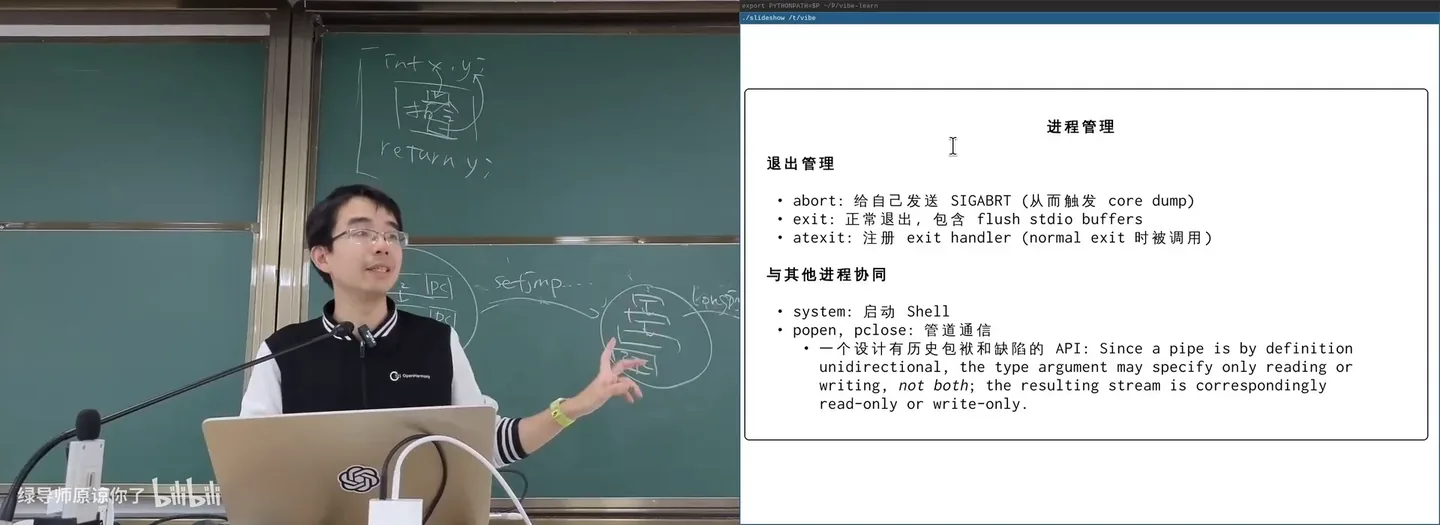 int x, y;
指令
return y;
pc
setjmp....
pc
OpenHarmony
绿导师原谅你了 bilibili
export PYTHONPATH=$P ~/P/vibe-learn
./slideshow /t/vibe
进程管理
退出管理
• abort: 给自己发送 SIGABRT (从而触发 core dump)
• exit: 正常退出, 包含 flush stdio buffers
• atexit: 注册 exit handler (normal exit 时被调用)
与其他进程协同
• system: 启动 Shell
• popen, pclose: 管道通信
• 一个设计有历史包袱和缺陷的 API: Since a pipe is by definition
unidirectional, the type argument may specify only reading or
writing, not both; the resulting stream is correspondingly
read-only or write-only.